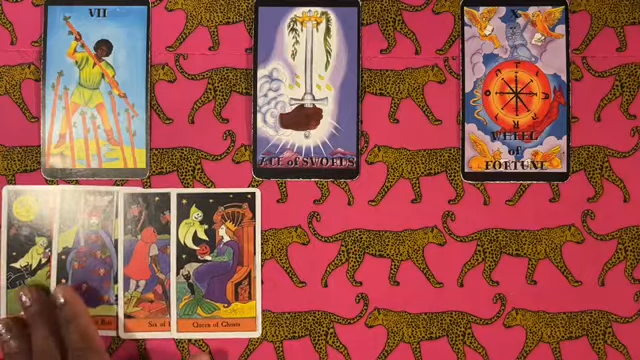 VII
ACE of SWORDS
X
WHEEL
of
FORTUNE
Six of
Queen of Ghosts